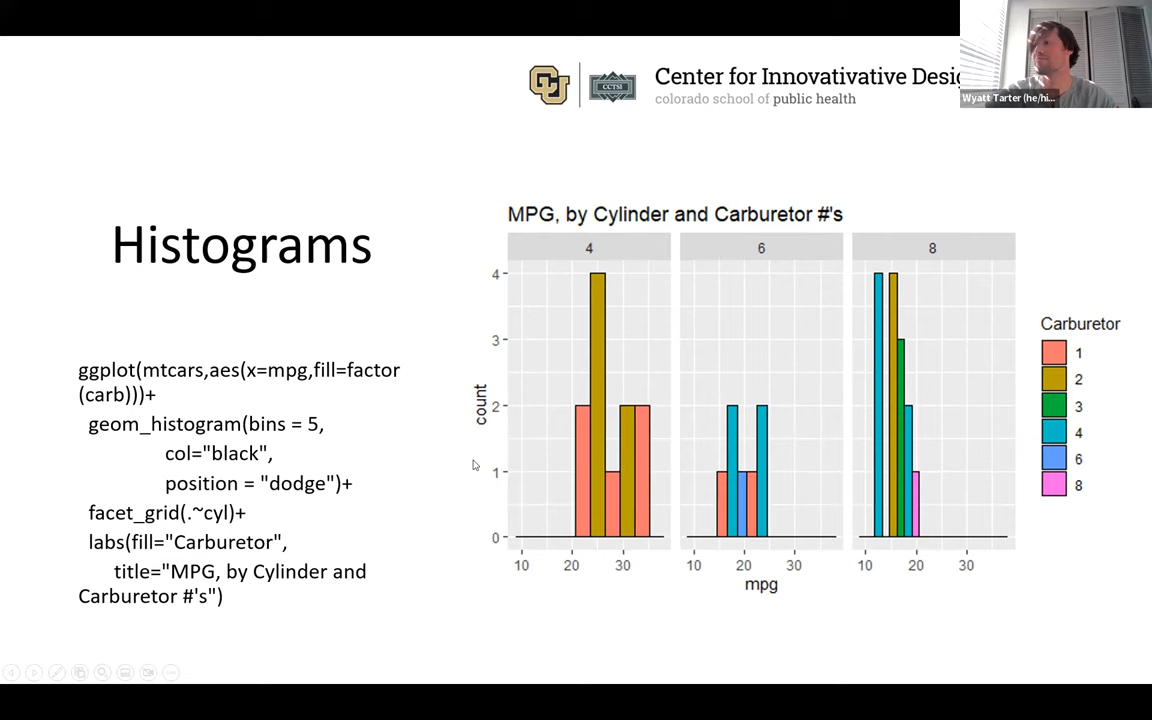 Center for Innovativative Desig
colorado school of public health
CCTSI
Wyatt Tarter (he/hi...
Histograms
ggplot(mtcars,aes(x=mpg,fill=factor
(carb)))+
geom_histogram(bins = 5,
col="black",
position = "dodge")+
facet_grid(.~cyl)+
labs(fill="Carburetor",
title="MPG, by Cylinder and
Carburetor #'s")
MPG, by Cylinder and Carburetor #'s
4 6 8
4
3
2
1
0
count
10 20 30 10 20 30 10 20 30
mpg
Carburetor
1
2
3
4
6
8